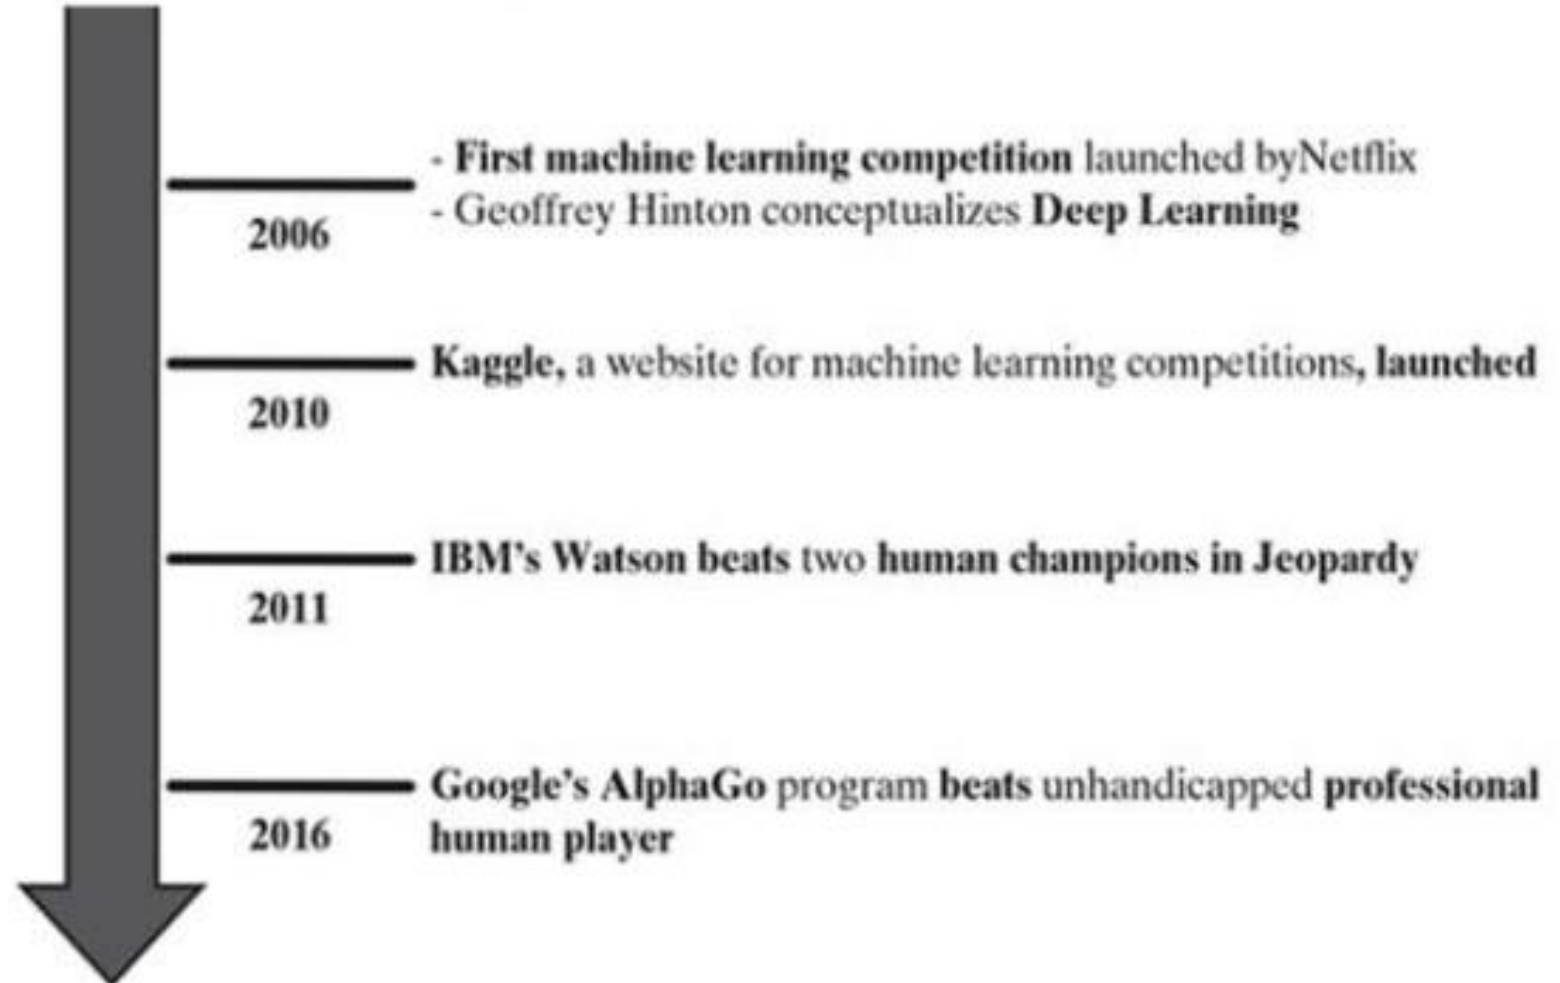 - First machine learning competition launched byNetflix
- Geoffrey Hinton conceptualizes Deep Learning
2006
Kaggle, a website for machine learning competitions, launched
2010
IBM's Watson beats two human champions in Jeopardy
2011
Google's AlphaGo program beats unhandicapped professional
human player
2016